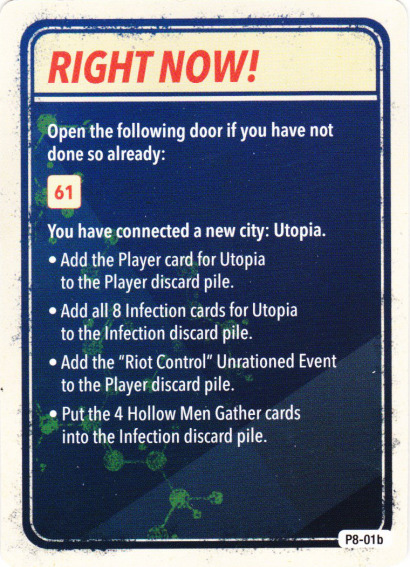 RIGHT NOW!
Open the following door if you have not
done so already:
61
You have connected a new city: Utopia.
• Add the Player card for Utopia
to the Player discard pile.
• Add all 8 Infection cards for Utopia
to the Infection discard pile.
• Add the “Riot Control” Unrationed Event
to the Player discard pile.
• Put the 4 Hollow Men Gather cards
into the Infection discard pile.
P8-01b